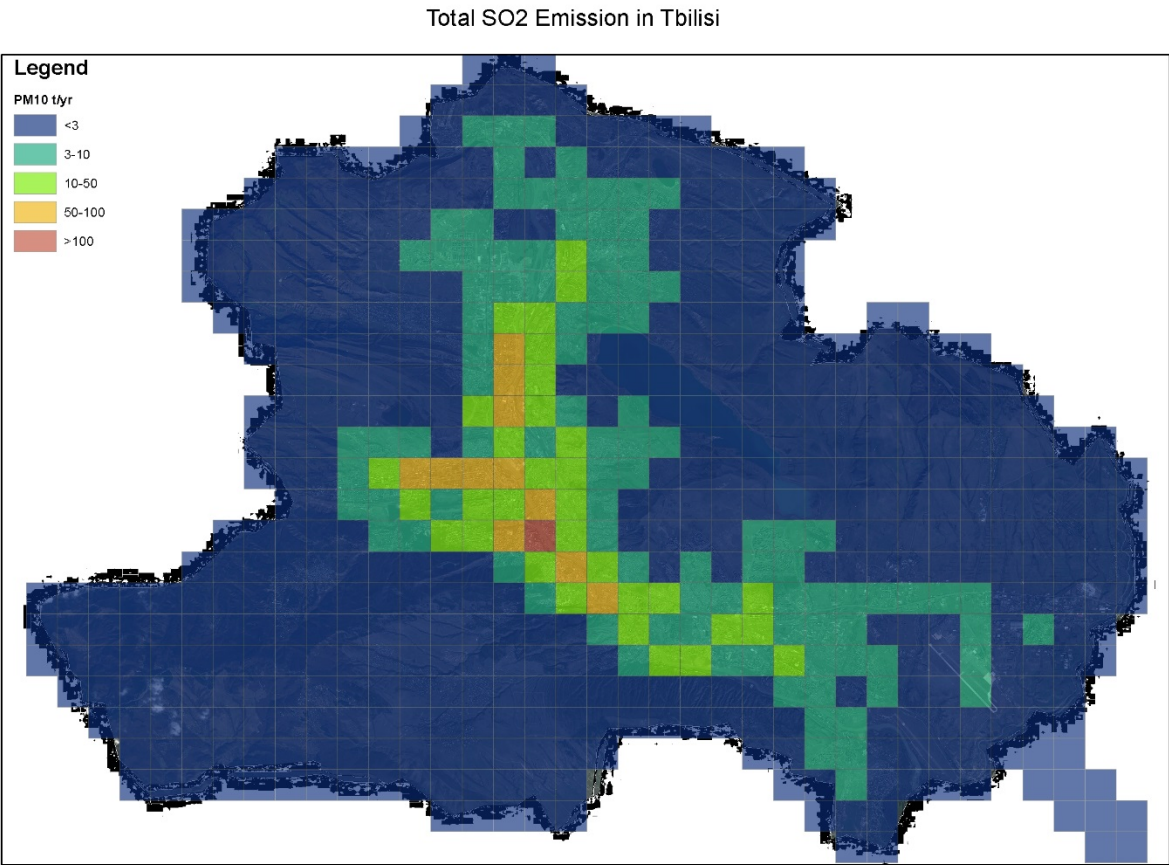 Total SO2 Emission in Tbilisi
Legend
PM10 t/yr
<3
3-10
10-50
50-100
>100